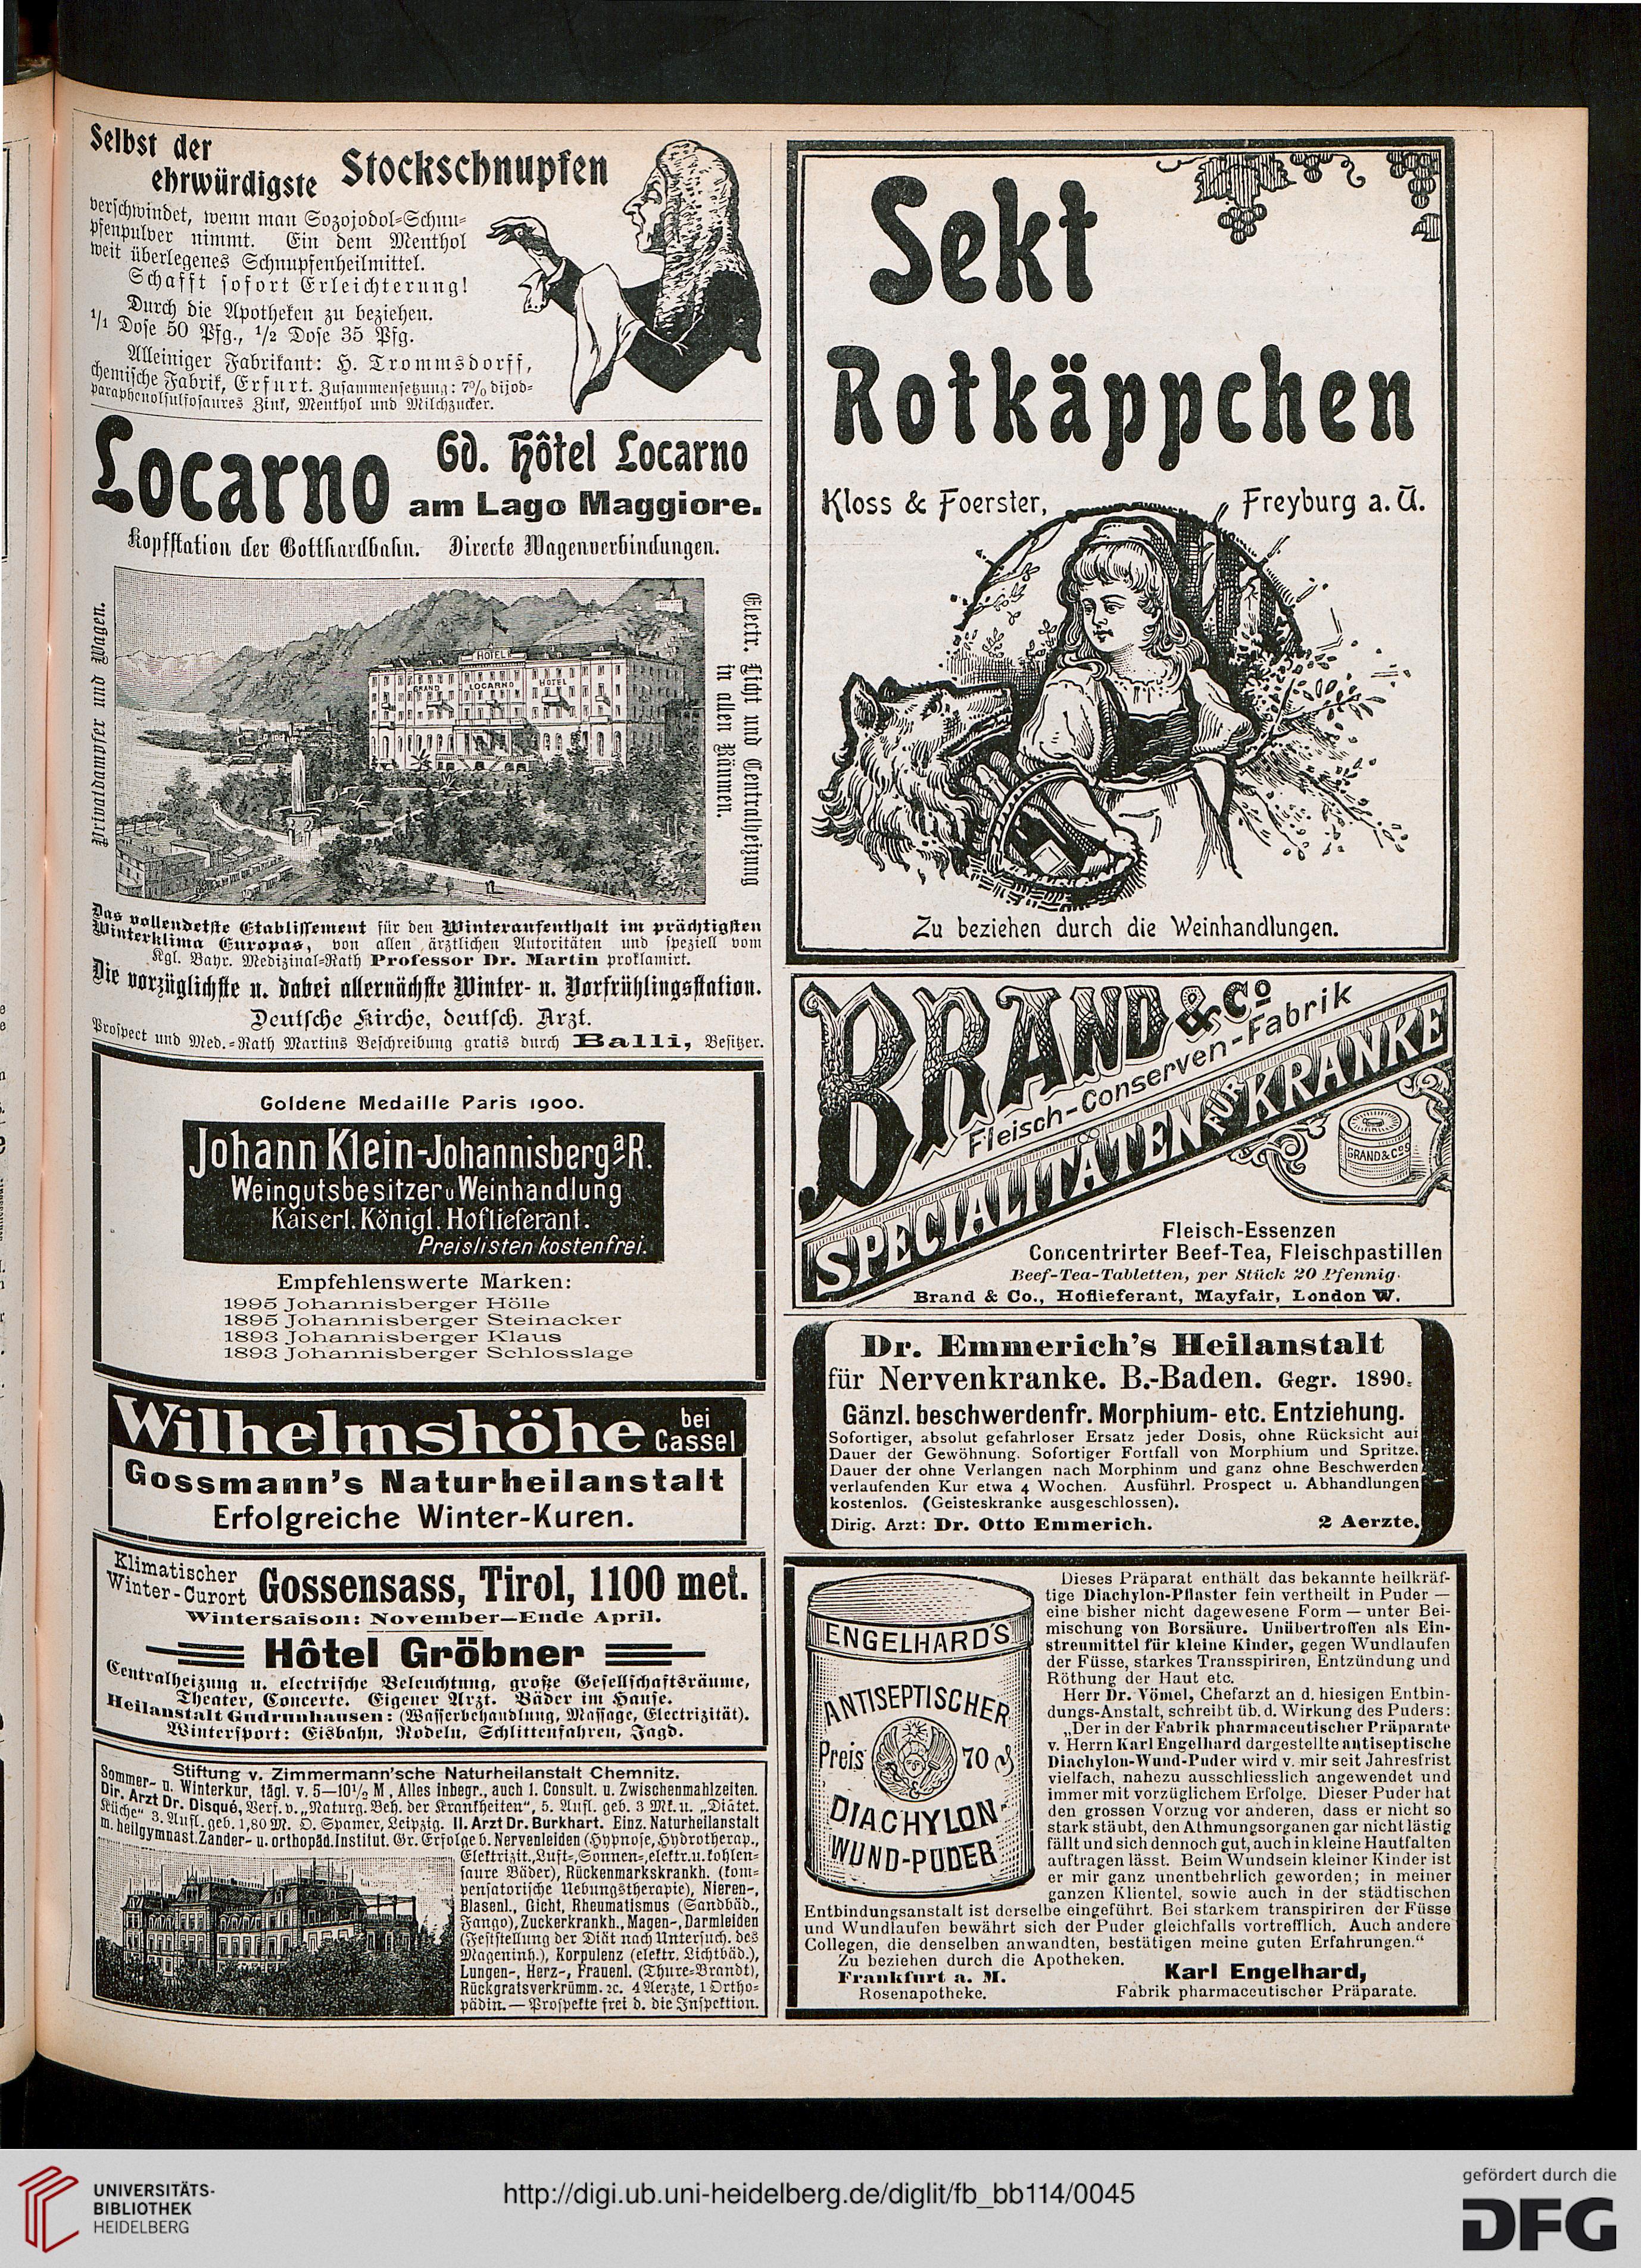 Selbst der
ehrwürdigste Stockschnupfen
verschwindet, wenn man Sozojodol-Schnu-
pfenpulver nimmt. Ein dem Menthol
weit überlegenes Schnupfenheilmittel.
Schafft sofort Erleichterung!
Durch die Apotheken zu beziehen.
1/1 Dose 50 Pfg., 1/2 Dose 35 Pfg.
Alleiniger Fabrikant: H. Trommsdorff,
chemische Fabrik, Erfurt. Zusammensetzung: 7% dijod-
paraphenolsulfosaures Zink, Menthol und Milchzucker.
Locarno Gd. Hôtel Locarno
am Lago Maggiore.
Kopfstation der Gotthardbahn. Directe Wagenverbindungen.
Privatdampfer und Wagen.
HOTEL
GRAND LOCARNO HOTEL
Electr. Licht und Centralheizung
in allen Räumen.
Das vollendetste Etablissement für den Winteraufenthalt im prächtigsten
Winterklima Europas, von allen ärztlichen Autoritäten und speziell vom
Kgl. Bayr. Medizinal-Rath Professor Dr. Martin proklamirt.
Die vorzüglichste u. dabei allernächste Winter- u. Vorfrühlingsstation.
Deutsche Kirche, deutsch. Arzt.
Prospect und Med.-Rath Martins Beschreibung gratis durch Balli, Besitzer.
Goldene Medaille Paris 1900.
Johann Klein-Johannisberg a/R.
Weingutsbesitzer u Weinhandlung
Kaiserl. Königl. Hoflieferant.
Preislisten kostenfrei.
Empfehlenswerte Marken:
1995 Johannisberger Hölle
1895 Johannisberger Steinacker
1893 Johannisberger Klaus
1893 Johannisberger Schlosslage
Wilhelmshöhe bei Cassel
Gossmann's Naturheilanstalt
Erfolgreiche Winter-Kuren.
Klimatischer
Winter-Curort Gossensass, Tirol, 1100 met.
Wintersaison: November—Ende April.
Hôtel Gröbner
Centralheizung u. electrische Beleuchtung, große Gesellschaftsräume,
Theater, Concerte. Eigener Arzt. Bäder im Hause.
Heilanstalt Gudrunhausen: (Wasserbehandlung, Massage, Electrizität).
Wintersport: Eisbahn, Rodeln, Schlittenfahren, Jagd.
Stiftung v. Zimmermann'sche Naturheilanstalt Chemnitz.
Sommer- u. Winterkur, tägl. v. 5—10½ M, Alles inbegr., auch 1. Consult. u. Zwischenmahlzeiten.
Dir. Arzt Dr. Disqué, Verf. v. „Naturg. Beh. der Krankheiten“, 5. Aufl. geb. 3 Mk. u. „Diätet.
Küche“ 3. Aufl. geb. 1,80 M. O. Spamer, Leipzig. II. Arzt Dr. Burkhart. Einz. Naturheilanstalt
m. heilgymnast. Zander- u. orthopäd. Institut. Gr. Erfolge b. Nervenleiden (Hypnose, Hydrotherap.,
Elektrizit., Luft-, Sonnen-, elektr. u. kohlen-
saure Bäder), Rückenmarkskrankh. (kom-
pensatorische Uebungstherapie), Nieren-,
Blasenl., Gicht, Rheumatismus (Sandbäd.,
Fango), Zuckerkrankh., Magen-, Darmleiden
(Feststellung der Diät nach Untersuch. des
Mageninh.), Korpulenz (elektr. Lichtbäd.),
Lungen-, Herz-, Frauenl. (Thure-Brandt),
Rückgratsverkrümm. 2c. 4 Aerzte, 1 Ortho-
pädin. — Prospekte frei d. die Inspektion.
Sekt
Rotkäppchen
Kloss & Foerster, Freyburg a. U.
Zu beziehen durch die Weinhandlungen.
BRAND & Co
Fleisch-Conserven-Fabrik
SPECIALITÄTEN FÜR KRANKE
BRAND & CO'S
Fleisch-Essenzen
Concentrirter Beef-Tea, Fleischpastillen
Beef-Tea-Tabletten, per Stück 20 Pfennig.
Brand & Co., Hoflieferant, Mayfair, London W.
Dr. Emmerich's Heilanstalt
für Nervenkranke. B.-Baden. Gegr. 1890.
Gänzl. beschwerdenfr. Morphium- etc. Entziehung.
Sofortiger, absolut gefahrloser Ersatz jeder Dosis, ohne Rücksicht auf
Dauer der Gewöhnung. Sofortiger Fortfall von Morphium und Spritze.
Dauer der ohne Verlangen nach Morphinm und ganz ohne Beschwerden
verlaufenden Kur etwa 4 Wochen. Ausführl. Prospect u. Abhandlungen
kostenlos. (Geisteskranke ausgeschlossen).
Dirig. Arzt: Dr. Otto Emmerich. 2 Aerzte.
ENGELHARD'S
ANTISEPTISCHER
Preis 70 ₰
DIACHYLON-
WUND-PUDER
Dieses Präparat enthält das bekannte heilkräf-
tige Diachylon-Pflaster fein vertheilt in Puder —
eine bisher nicht dagewesene Form — unter Bei-
mischung von Borsäure. Unübertroffen als Ein-
streumittel für kleine Kinder, gegen Wundlaufen
der Füsse, starkes Transspiriren, Entzündung und
Röthung der Haut etc.
Herr Dr. Vömel, Chefarzt an d. hiesigen Entbin-
dungs-Anstalt, schreibt üb. d. Wirkung des Puders:
„Der in der Fabrik pharmaceutischer Präparate
v. Herrn Karl Engelhard dargestellte antiseptische
Diachylon-Wund-Puder wird v. mir seit Jahresfrist
vielfach, nahezu ausschliesslich angewendet und
immer mit vorzüglichem Erfolge. Dieser Puder hat
den grossen Vorzug vor anderen, dass er nicht so
stark stäubt, den Athmungsorganen gar nicht lästig
fällt und sich dennoch gut, auch in kleine Hautfalten
auftragen lässt. Beim Wundsein kleiner Kinder ist
er mir ganz unentbehrlich geworden; in meiner
ganzen Klientel, sowie auch in der städtischen
Entbindungsanstalt ist derselbe eingeführt. Bei starkem transpiriren der Füsse
und Wundlaufen bewährt sich der Puder gleichfalls vortrefflich. Auch andere
Collegen, die denselben anwandten, bestätigen meine guten Erfahrungen.“
Zu beziehen durch die Apotheken.
Frankfurt a. M. Karl Engelhard,
Rosenapotheke. Fabrik pharmaceutischer Präparate.
UNIVERSITÄTS-
BIBLIOTHEK
HEIDELBERG
http://digi.ub.uni-heidelberg.de/diglit/fb_bb114/0045
gefördert durch die
DFG